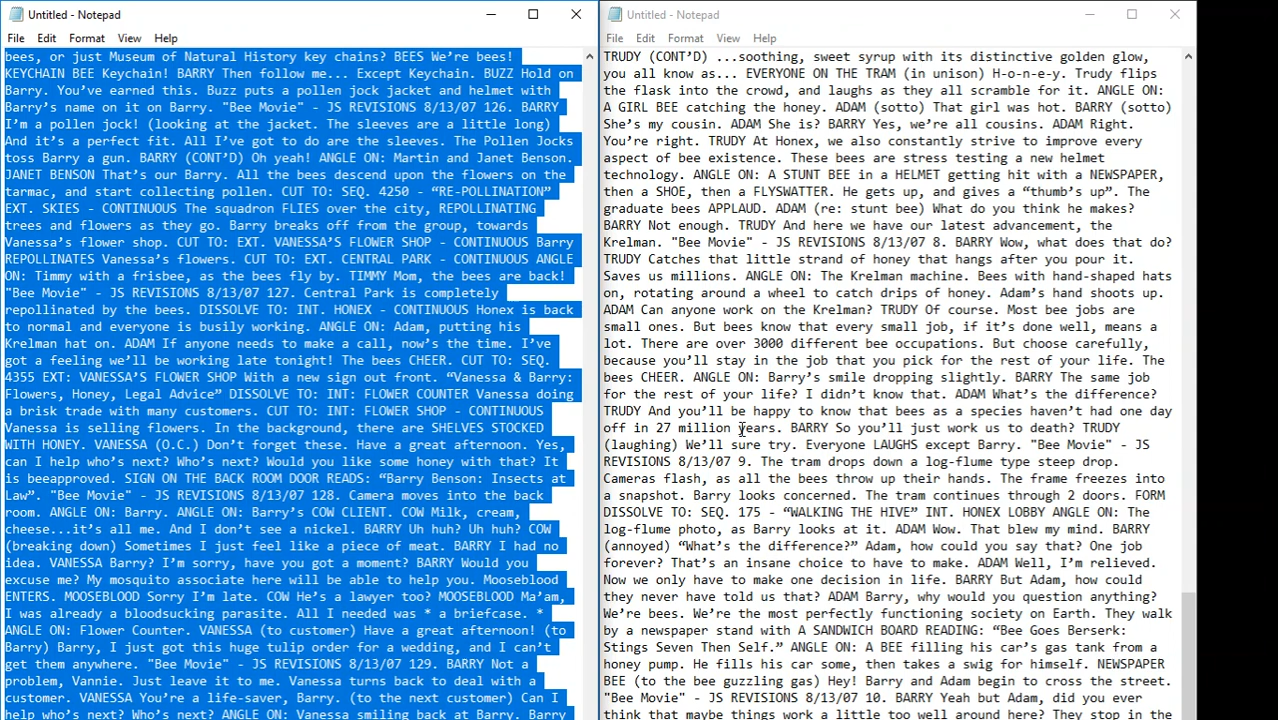 Untitled - Notepad
File Edit Format View Help
bees, or just Museum of Natural History key chains? BEES We’re bees!
KEYCHAIN BEE Keychain! BARRY Then follow me... Except Keychain. BUZZ Hold on
Barry. You’ve earned this. Buzz puts a pollen jock jacket and helmet with
Barry’s name on it on Barry. "Bee Movie" - JS REVISIONS 8/13/07 126. BARRY
I’m a pollen jock! (looking at the jacket. The sleeves are a little long)
And it’s a perfect fit. All I’ve got to do are the sleeves. The Pollen Jocks
toss Barry a gun. BARRY (CONT’D) Oh yeah! ANGLE ON: Martin and Janet Benson.
JANET BENSON That’s our Barry. All the bees descend upon the flowers on the
tarmac, and start collecting pollen. CUT TO: SEQ. 4250 - “RE-POLLINATION”
EXT. SKIES - CONTINUOUS The squadron FLIES over the city, REPOLLINATING
trees and flowers as they go. Barry breaks off from the group, towards
Vanessa’s flower shop. CUT TO: EXT. VANESSA’S FLOWER SHOP - CONTINUOUS Barry
REPOLLINATES Vanessa’s flowers. CUT TO: EXT. CENTRAL PARK - CONTINUOUS ANGLE
ON: Timmy with a frisbee, as the bees fly by. TIMMY Mom, the bees are back!
"Bee Movie" - JS REVISIONS 8/13/07 127. Central Park is completely
repollinated by the bees. DISSOLVE TO: INT. HONEX - CONTINUOUS Honex is back
to normal and everyone is busily working. ANGLE ON: Adam, putting his
Krelman hat on. ADAM If anyone needs to make a call, now’s the time. I’ve
got a feeling we’ll be working late tonight! The bees CHEER. CUT TO: SEQ.
4355 EXT: VANESSA’S FLOWER SHOP With a new sign out front. “Vanessa & Barry:
Flowers, Honey, Legal Advice” DISSOLVE TO: INT: FLOWER COUNTER Vanessa doing
a brisk trade with many customers. CUT TO: INT: FLOWER SHOP - CONTINUOUS
Vanessa is selling flowers. In the background, there are SHELVES STOCKED
WITH HONEY. VANESSA (O.C.) Don’t forget these. Have a great afternoon. Yes,
can I help who’s next? Who’s next? Would you like some honey with that? It
is beeapproved. SIGN ON THE BACK ROOM DOOR READS: “Barry Benson: Insects at
Law”. "Bee Movie" - JS REVISIONS 8/13/07 128. Camera moves into the back
room. ANGLE ON: Barry. ANGLE ON: Barry’s COW CLIENT. COW Milk, cream,
cheese...it’s all me. And I don’t see a nickel. BARRY Uh huh? Uh huh? COW
(breaking down) Sometimes I just feel like a piece of meat. BARRY I had no
idea. VANESSA Barry? I’m sorry, have you got a moment? BARRY Would you
excuse me? My mosquito associate here will be able to help you. Mooseblood
ENTERS. MOOSEBLOOD Sorry I’m late. COW He’s a lawyer too? MOOSEBLOOD Ma’am,
I was already a bloodsucking parasite. All I needed was * a briefcase. *
ANGLE ON: Flower Counter. VANESSA (to customer) Have a great afternoon! (to
Barry) Barry, I just got this huge tulip order for a wedding, and I can’t
get them anywhere. "Bee Movie" - JS REVISIONS 8/13/07 129. BARRY Not a
problem, Vannie. Just leave it to me. Vanessa turns back to deal with a
customer. VANESSA You’re a life-saver, Barry. (to the next customer) Can I
help who’s next? Who’s next? ANGLE ON: Vanessa smiling back at Barry. Barry
Untitled - Notepad
File Edit Format View Help
TRUDY (CONT’D) ...soothing, sweet syrup with its distinctive golden glow,
you all know as... EVERYONE ON THE TRAM (in unison) H-o-n-e-y. Trudy flips
the flask into the crowd, and laughs as they all scramble for it. ANGLE ON:
A GIRL BEE catching the honey. ADAM (sotto) That girl was hot. BARRY (sotto)
She’s my cousin. ADAM She is? BARRY Yes, we’re all cousins. ADAM Right.
You’re right. TRUDY At Honex, we also constantly strive to improve every
aspect of bee existence. These bees are stress testing a new helmet
technology. ANGLE ON: A STUNT BEE in a HELMET getting hit with a NEWSPAPER,
then a SHOE, then a FLYSWATTER. He gets up, and gives a “thumb’s up”. The
graduate bees APPLAUD. ADAM (re: stunt bee) What do you think he makes?
BARRY Not enough. TRUDY And here we have our latest advancement, the
Krelman. "Bee Movie" - JS REVISIONS 8/13/07 8. BARRY Wow, what does that do?
TRUDY Catches that little strand of honey that hangs after you pour it.
Saves us millions. ANGLE ON: The Krelman machine. Bees with hand-shaped hats
on, rotating around a wheel to catch drips of honey. Adam’s hand shoots up.
ADAM Can anyone work on the Krelman? TRUDY Of course. Most bee jobs are
small ones. But bees know that every small job, if it’s done well, means a
lot. There are over 3000 different bee occupations. But choose carefully,
because you’ll stay in the job that you pick for the rest of your life. The
bees CHEER. ANGLE ON: Barry’s smile dropping slightly. BARRY The same job
for the rest of your life? I didn’t know that. ADAM What’s the difference?
TRUDY And you’ll be happy to know that bees as a species haven’t had one day
off in 27 million years. BARRY So you’ll just work us to death? TRUDY
(laughing) We’ll sure try. Everyone LAUGHS except Barry. "Bee Movie" - JS
REVISIONS 8/13/07 9. The tram drops down a log-flume type steep drop.
Cameras flash, as all the bees throw up their hands. The frame freezes into
a snapshot. Barry looks concerned. The tram continues through 2 doors. FORM
DISSOLVE TO: SEQ. 175 - “WALKING THE HIVE” INT. HONEX LOBBY ANGLE ON: The
log-flume photo, as Barry looks at it. ADAM Wow. That blew my mind. BARRY
(annoyed) “What’s the difference?” Adam, how could you say that? One job
forever? That’s an insane choice to have to make. ADAM Well, I’m relieved.
Now we only have to make one decision in life. BARRY But Adam, how could
they never have told us that? ADAM Barry, why would you question anything?
We’re bees. We’re the most perfectly functioning society on Earth. They walk
by a newspaper stand with A SANDWICH BOARD READING: “Bee Goes Berserk:
Stings Seven Then Self.” ANGLE ON: A BEE filling his car’s gas tank from a
honey pump. He fills his car some, then takes a swig for himself. NEWSPAPER
BEE (to the bee guzzling gas) Hey! Barry and Adam begin to cross the street.
"Bee Movie" - JS REVISIONS 8/13/07 10. BARRY Yeah but Adam, did you ever
think that maybe things work a little too well around here? They stop in the